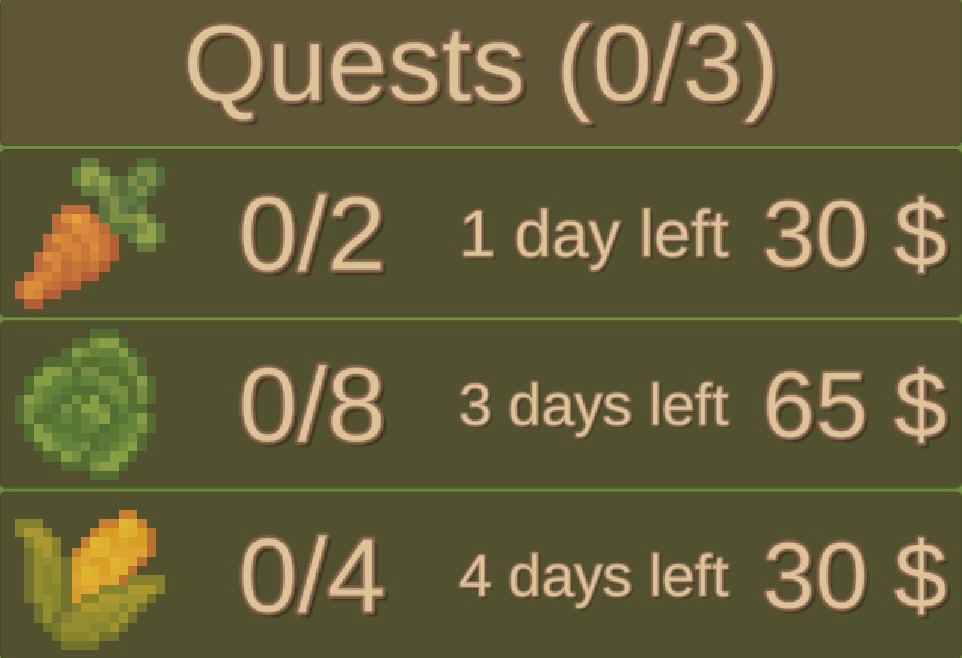 Quests (0/3)
0/2 1 day left 30 $
0/8 3 days left 65 $
0/4 4 days left 30 $